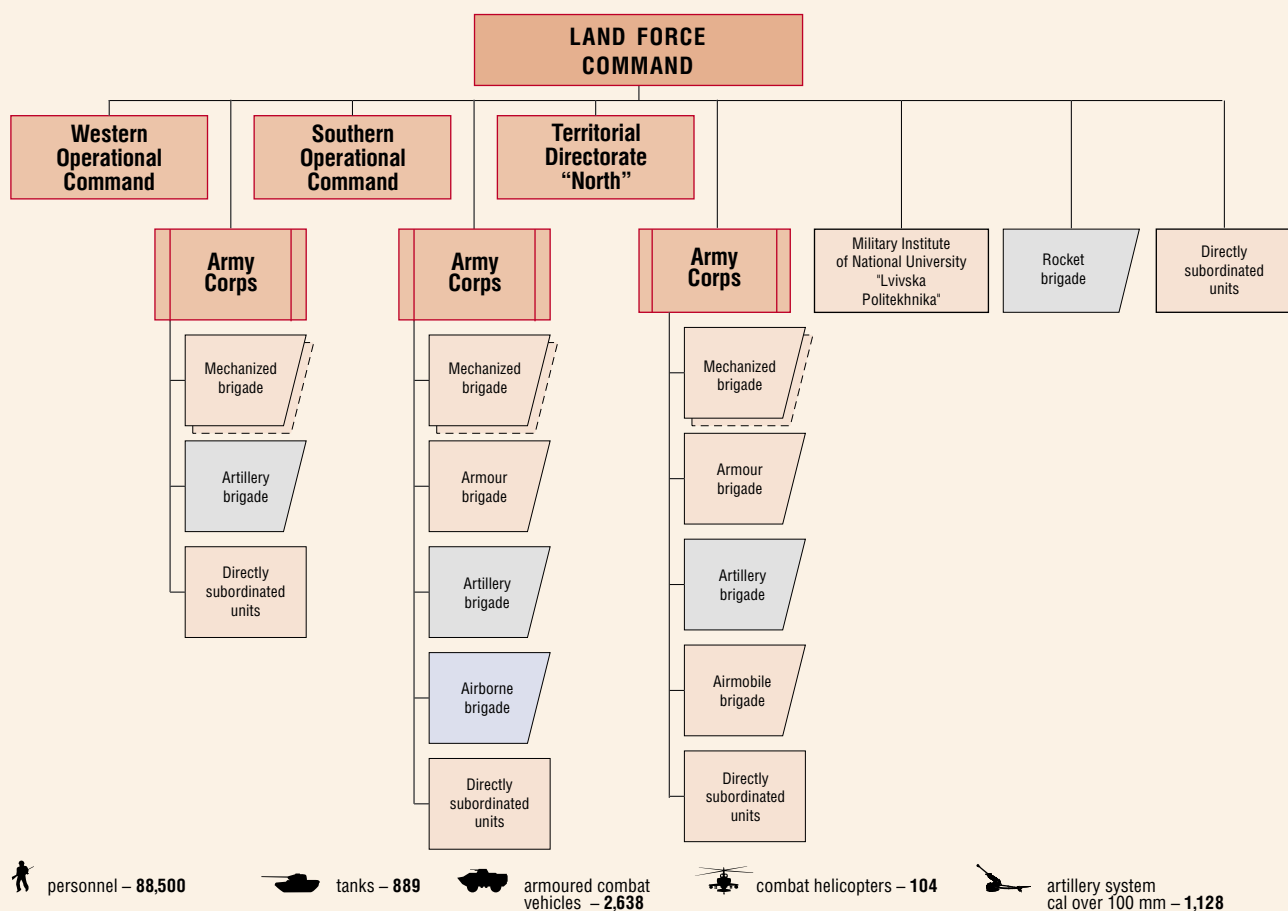 LAND FORCE
COMMAND
Western
Operational
Command
Southern
Operational
Command
Territorial
Directorate
“North”
Army
Corps
Army
Corps
Army
Corps
Military Institute
of National University
"Lvivska
Politekhnika"
Rocket
brigade
Directly
subordinated
units
Mechanized
brigade
Artillery
brigade
Directly
subordinated
units
Mechanized
brigade
Armour
brigade
Artillery
brigade
Airborne
brigade
Directly
subordinated
units
Mechanized
brigade
Armour
brigade
Artillery
brigade
Airmobile
brigade
Directly
subordinated
units
personnel – 88,500
tanks – 889
armoured combat
vehicles – 2,638
combat helicopters – 104
artillery system
cal over 100 mm – 1,128